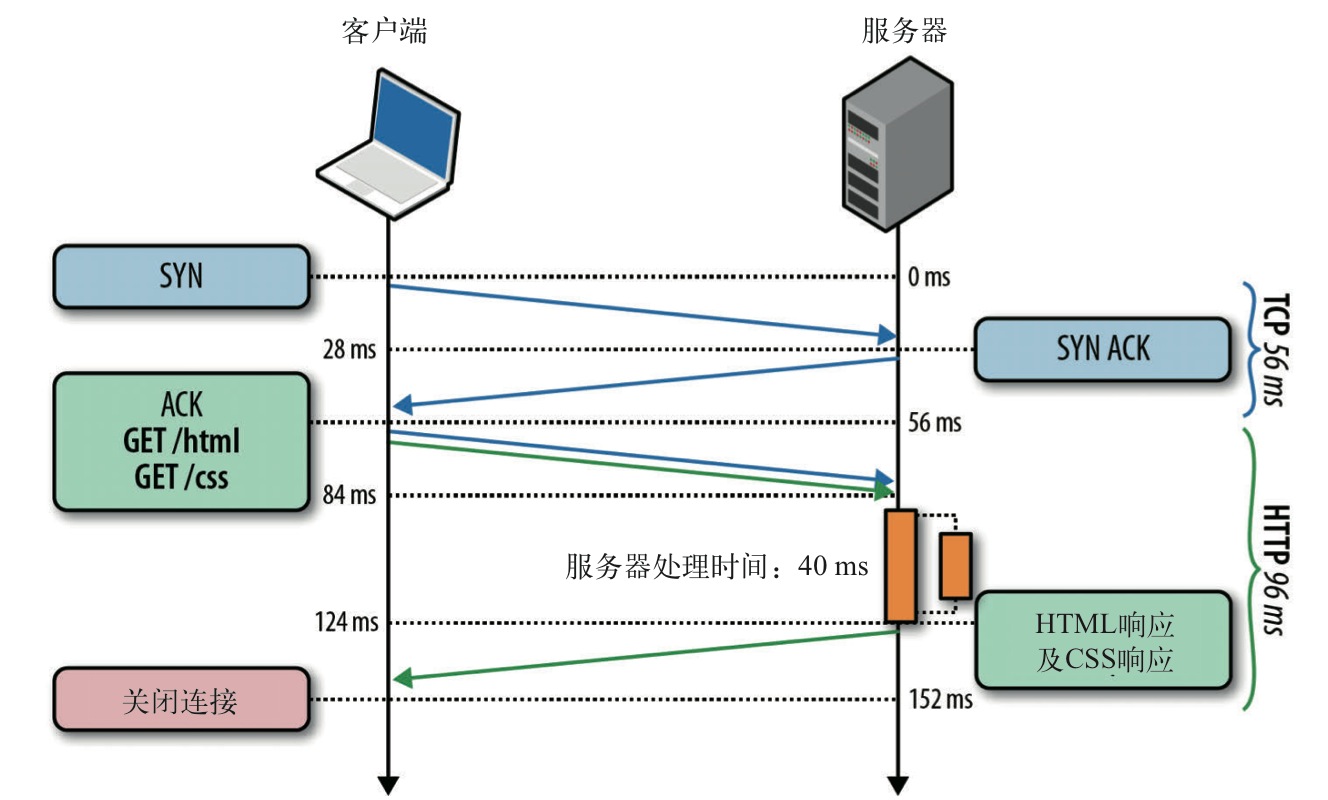 客户端
服务器
SYN
0 ms
28 ms
SYN ACK
TCP 56 ms
ACK
GET /html
GET /css
56 ms
84 ms
服务器处理时间：40 ms
HTTP 96 ms
124 ms
HTML响应
及CSS响应
关闭连接
152 ms